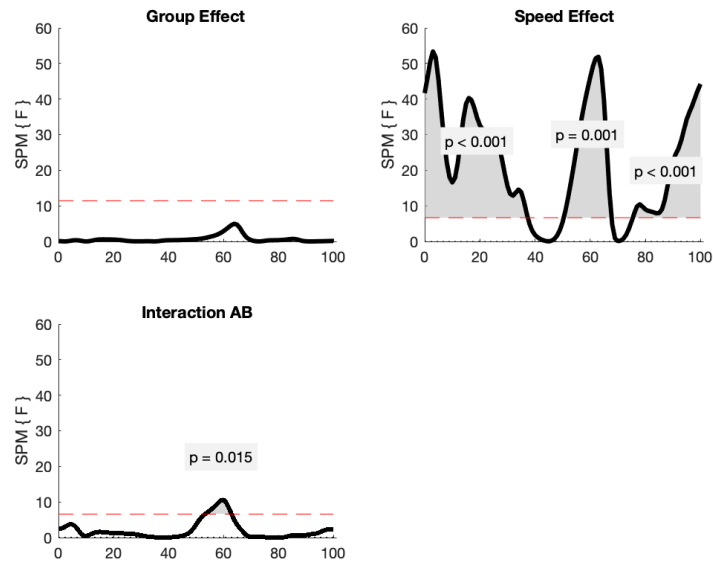 Group Effect
SPM { F }
60
50
40
30
20
10
0
0 20 40 60 80 100
Speed Effect
SPM { F }
60
50
40
30
20
10
0
p < 0.001
p = 0.001
p < 0.001
0 20 40 60 80 100
Interaction AB
SPM { F }
60
50
40
30
20
10
0
p = 0.015
0 20 40 60 80 100